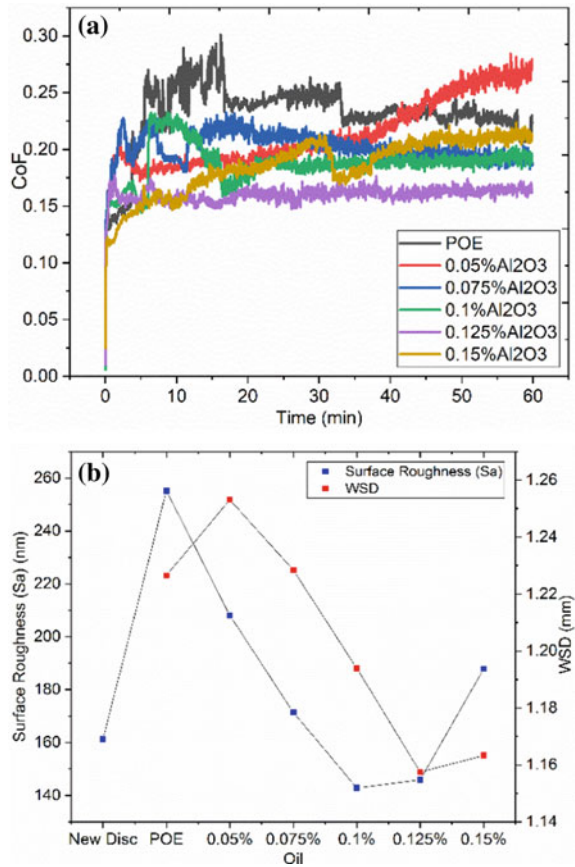 (a)
0.30
0.25
0.20
0.15
0.10
0.05
0.00
CoF
0 10 20 30 40 50 60
Time (min)
POE
0.05%Al2O3
0.075%Al2O3
0.1%Al2O3
0.125%Al2O3
0.15%Al2O3
(b)
Surface Roughness (Sa)
WSD
260
240
220
200
180
160
140
Surface Roughness (Sa) (nm)
1.26
1.24
1.22
1.20
1.18
1.16
1.14
WSD (mm)
New Disc POE 0.05% 0.075% 0.1% 0.125% 0.15%
Oil